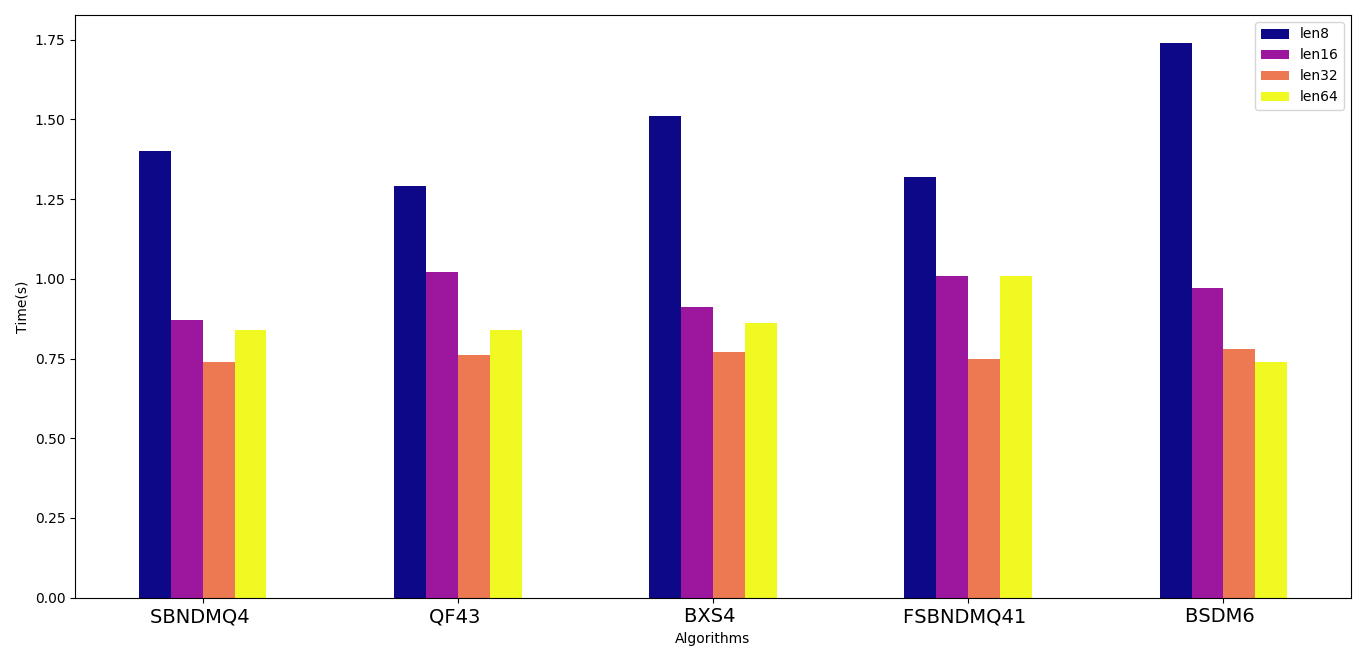 len8
len16
len32
len64
Time(s)
1.75
1.50
1.25
1.00
0.75
0.50
0.25
0.00
SBNDMQ4 QF43 BXS4 FSBNDMQ41 BSDM6
Algorithms